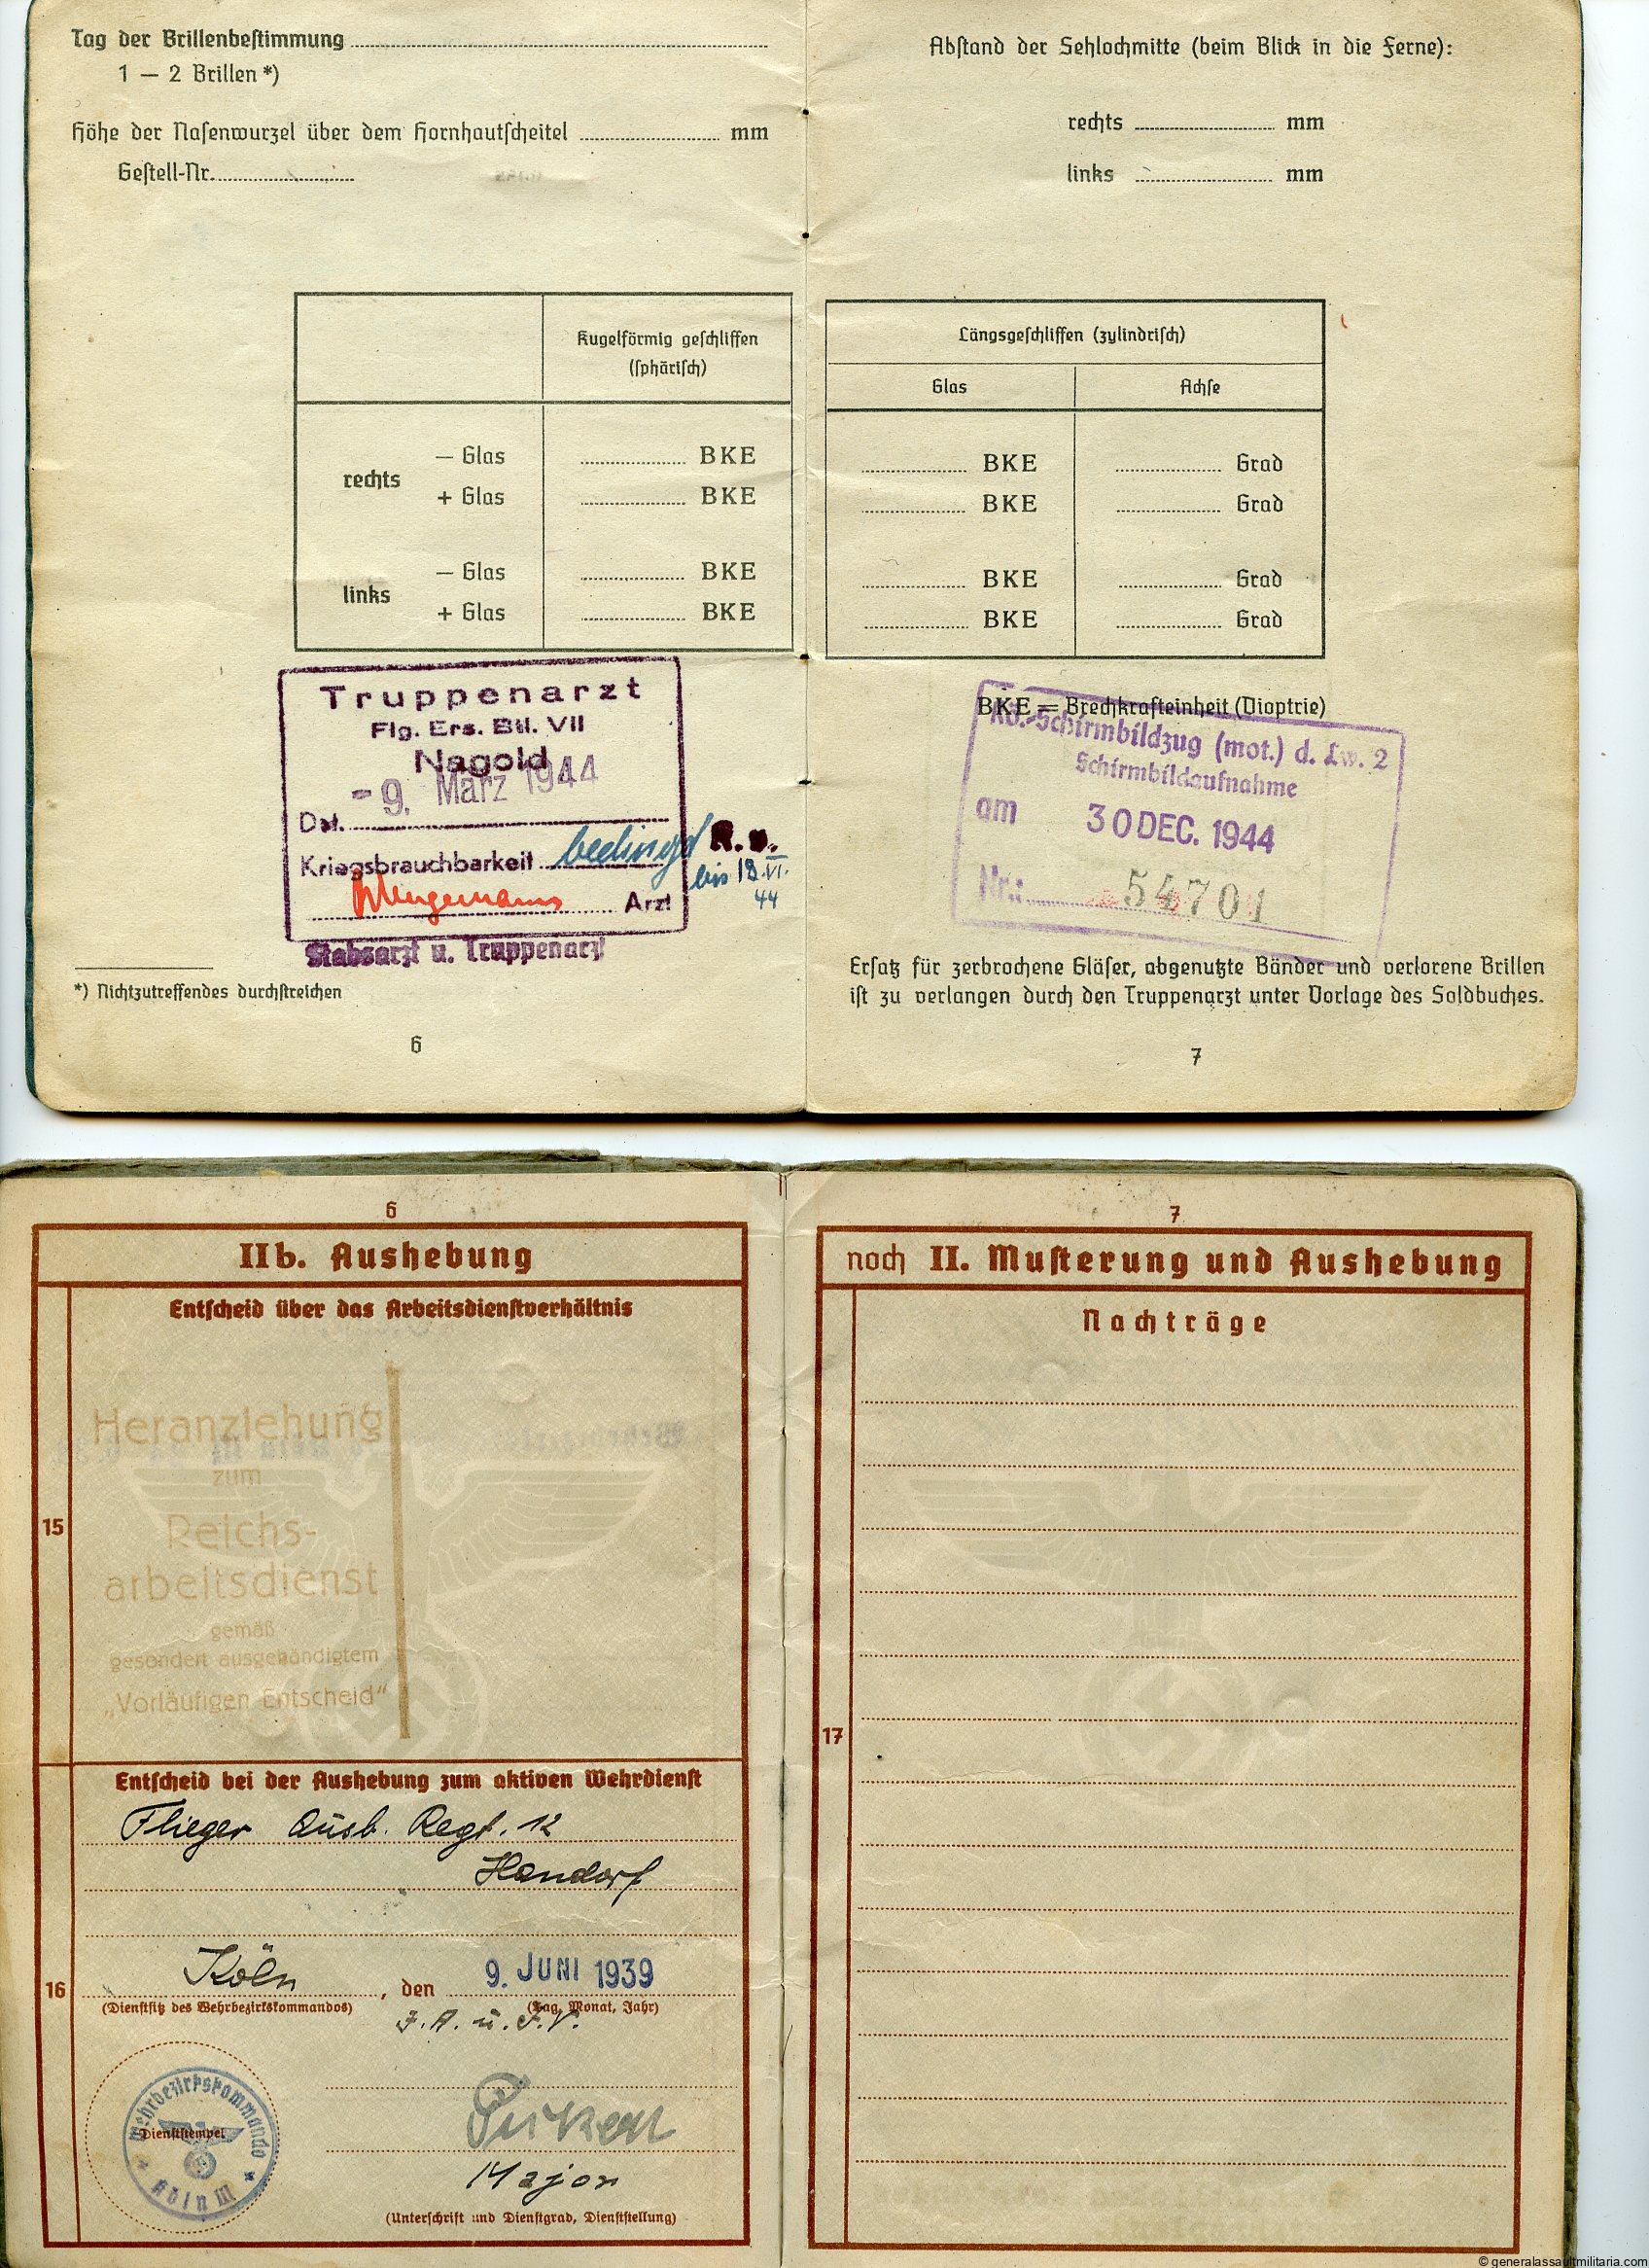 Tag der Brillenbestimmung
1 — 2 Brillen *)
Höhe der Nasenwurzel über dem Hornhautscheitel mm
Gestell-Nr.
Kugelförmig geschliffen
(sphärisch)
rechts
— Glas BKE
+ Glas BKE
links
— Glas BKE
+ Glas BKE
Truppenarzt
Flg. Ers. Btl. VII
Nagold
- 9. März 1944
Dat.
Kriegsbrauchbarkeit bedingt k.v.
bis 18.VI.
44
Arzt
Stabsarzt u. Truppenarzt
*) Nichtzutreffendes durchstreichen
6
Abstand der Sehlochmitte (beim Blick in die Ferne):
rechts mm
links mm
Längsgeschliffen (zylindrisch)
Glas Achse
BKE Grad
BKE Grad
BKE Grad
BKE Grad
BKE = Brechkrafteinheit (Dioptrie)
Schirmbildzug (mot.) d. Lw. 2
Schirmbildaufnahme
am 30 DEC. 1944
Nr.: 54701
Ersatz für zerbrochene Gläser, abgenutzte Bänder und verlorene Brillen
ist zu verlangen durch den Truppenarzt unter Vorlage des Soldbuches.
7
6
IIb. Aushebung
Entscheid über das Arbeitsdienstverhältnis
15
Heranziehung
zum
Reichs-
arbeitsdienst
gemäß
gesondert ausgehändigtem
„Vorläufigen Entscheid“
Entscheid bei der Aushebung zum aktiven Wehrdienst
16
Flieger Ausb. Regt. 12
Handorf
Köln , den 9. JUNI 1939
(Dienstsitz des Wehrbezirkskommandos) (Tag, Monat, Jahr)
J. A. u. J. V.
Wehrbezirkskommando
Köln III
Dienststempel
Major
(Unterschrift und Dienstgrad, Dienststellung)
7
noch II. Musterung und Aushebung
Nachträge
17
© generalassaultmilitaria.com